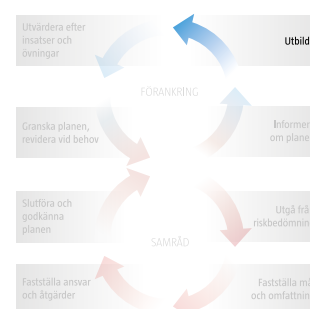 Utvärdera efter
insatser och
övningar
Utbild
FÖRANKRING
Granska planen,
revidera vid behov
Informer
om plane
Slutföra och
godkänna
planen
Utgå frå
riskbedömnin
SAMRÅD
Fastställa ansvar
och åtgärder
Fastställa må
och omfattnin